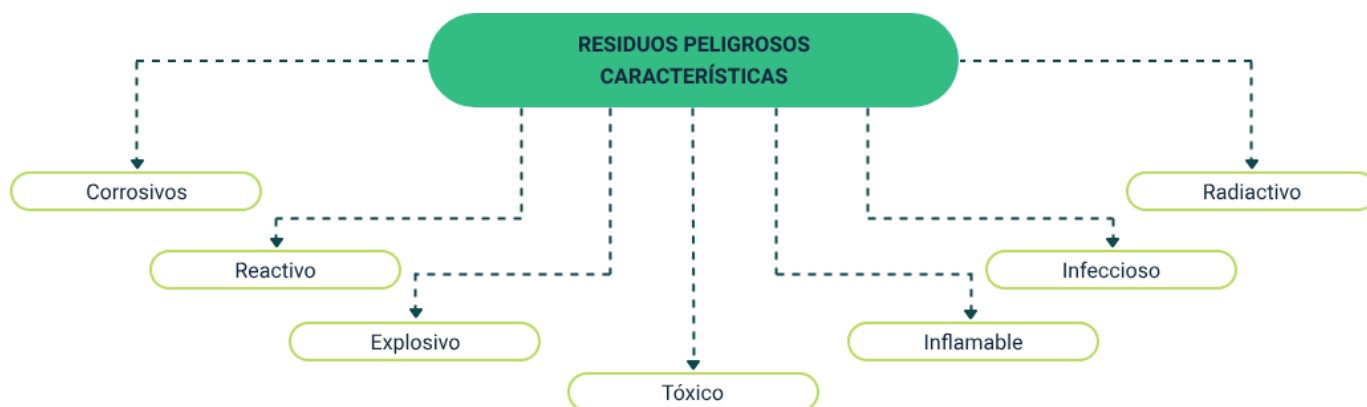 RESIDUOS PELIGROSOS
CARACTERÍSTICAS
Corrosivos
Radiactivo
Reactivo
Infeccioso
Explosivo
Inflamable
Tóxico